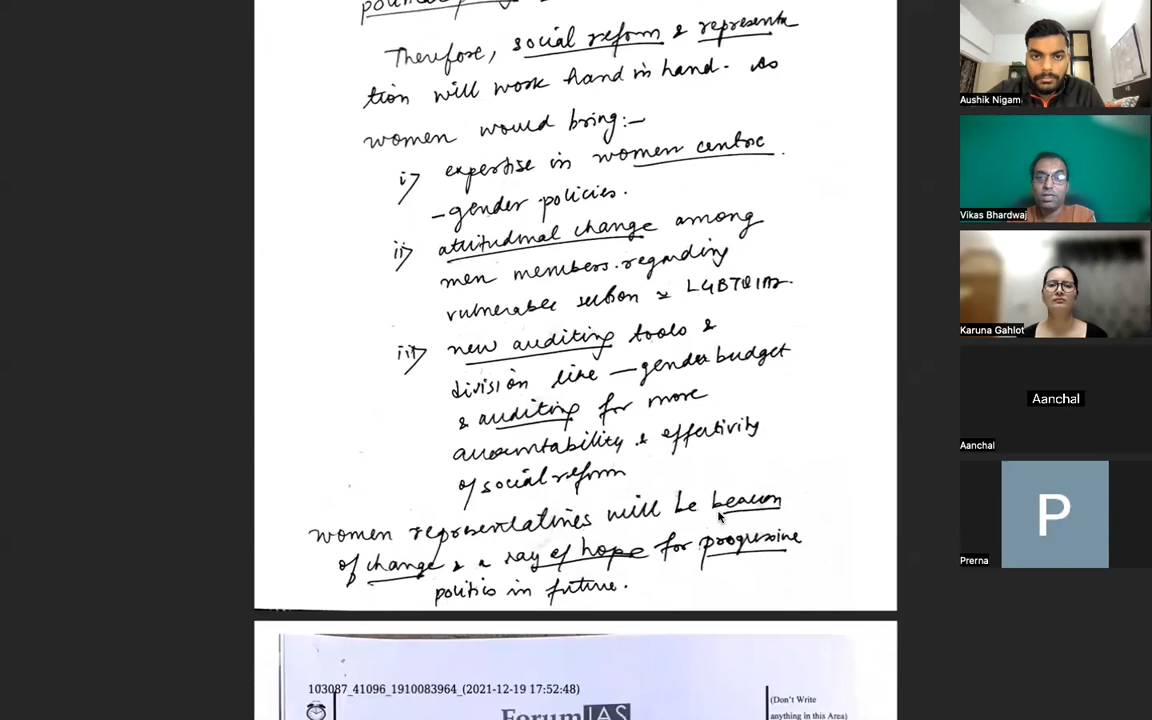 Therefore, social reform & representa
tion will work hand in hand. As
women would bring:-
i) expertise in women centric
-gender policies.
ii) attitudinal change among
men members regarding
vulnerable section & LGBTQIA+.
iii) new auditing tools &
division like - gender budget
& auditing for more
accountability & effectivity
of social reform
women representatives will be beacon
of change & a ray of hope for progressive
politics in future.
103087_41096_1910083964_(2021-12-19 17:52:48)
ForumIAS
(Don't Write
anything in this Area)
Aushik Nigam
Vikas Bhardwaj
Karuna Gahlot
Aanchal
Aanchal
P
Prerna